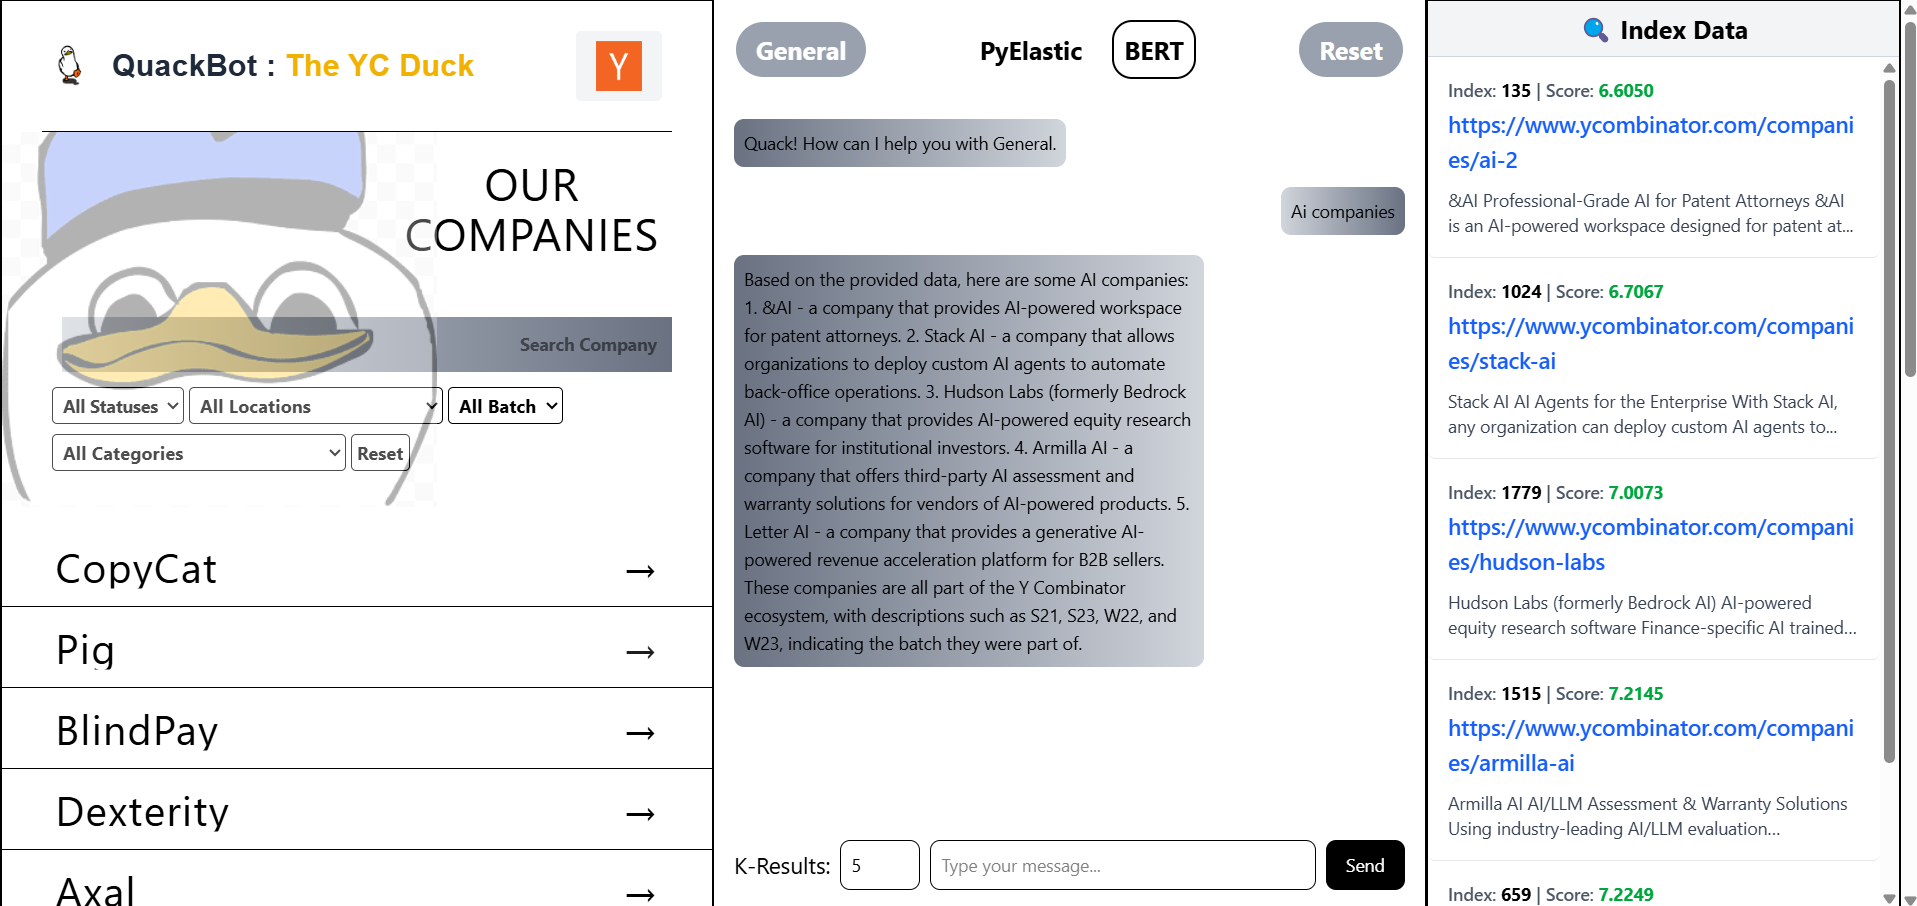 QuackBot : The YC Duck
Y
OUR
COMPANIES
Search Company
All Statuses
All Locations
All Batch
All Categories
Reset
CopyCat
→
Pig
→
BlindPay
→
Dexterity
→
Axal
→
General
PyElastic
BERT
Reset
Quack! How can I help you with General.
Ai companies
Based on the provided data, here are some AI companies:
1. &AI - a company that provides AI-powered workspace
for patent attorneys. 2. Stack AI - a company that allows
organizations to deploy custom AI agents to automate
back-office operations. 3. Hudson Labs (formerly Bedrock
AI) - a company that provides AI-powered equity research
software for institutional investors. 4. Armilla AI - a
company that offers third-party AI assessment and
warranty solutions for vendors of AI-powered products. 5.
Letter AI - a company that provides a generative AI-
powered revenue acceleration platform for B2B sellers.
These companies are all part of the Y Combinator
ecosystem, with descriptions such as S21, S23, W22, and
W23, indicating the batch they were part of.
K-Results:
5
Type your message...
Send
Index Data
Index: 135 | Score: 6.6050
https://www.ycombinator.com/compani
es/ai-2
&AI Professional-Grade AI for Patent Attorneys &AI
is an AI-powered workspace designed for patent at...
Index: 1024 | Score: 6.7067
https://www.ycombinator.com/compani
es/stack-ai
Stack AI AI Agents for the Enterprise With Stack AI,
any organization can deploy custom AI agents to...
Index: 1779 | Score: 7.0073
https://www.ycombinator.com/compani
es/hudson-labs
Hudson Labs (formerly Bedrock AI) AI-powered
equity research software Finance-specific AI trained...
Index: 1515 | Score: 7.2145
https://www.ycombinator.com/compani
es/armilla-ai
Armilla AI AI/LLM Assessment & Warranty Solutions
Using industry-leading AI/LLM evaluation...
Index: 659 | Score: 7.2249